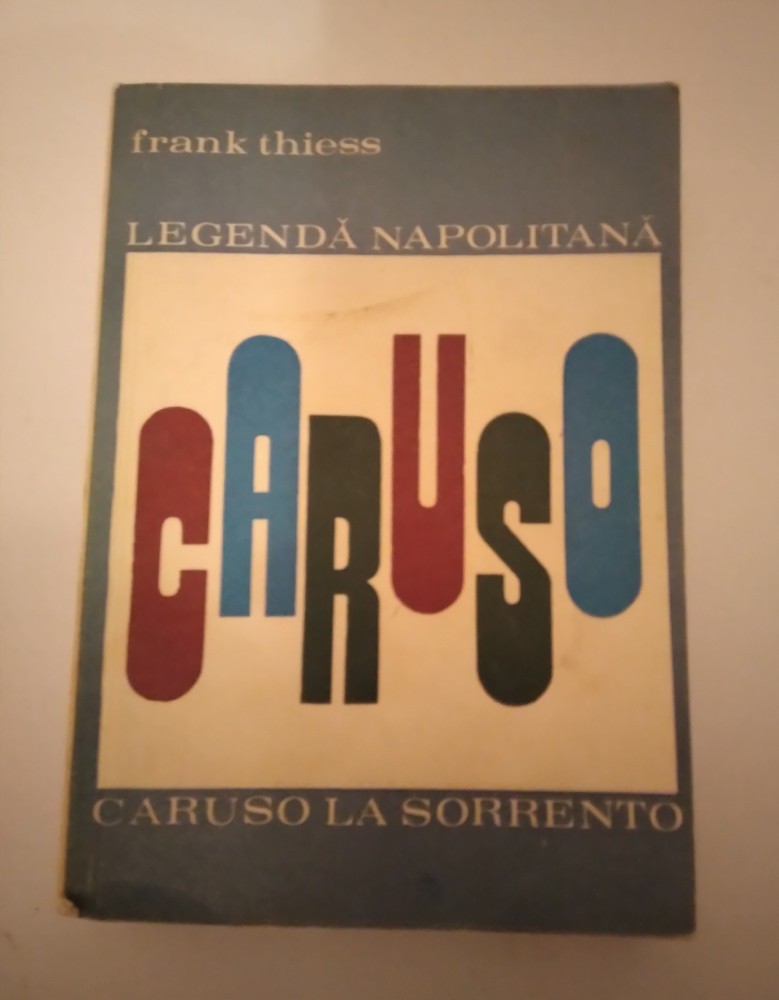 frank thiess
LEGENDĂ NAPOLITANĂ
CARUSO
CARUSO LA SORRENTO